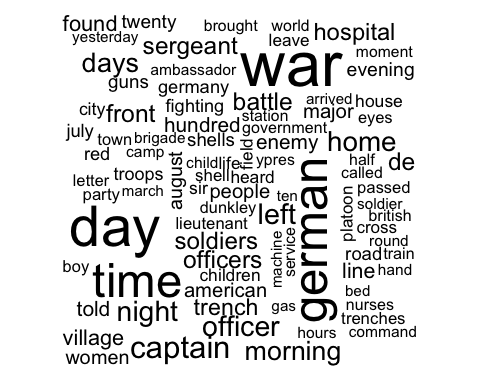 found twenty brought world hospital
yesterday sergeant leave moment
days ambassador war evening
guns germany
city front fighting battle arrived house
hundred station major eyes
july town brigade shells government enemy home
red camp field ypres half de
letter troops august childlife shell heard called
party march sir people ten german platoon passed
dunkley left soldier
day lieutenant british
soldiers machine service cross
officers round
boy time children line road train
american hand
told night trench gas bed
officer nurses
village hours trenches
women captain morning command